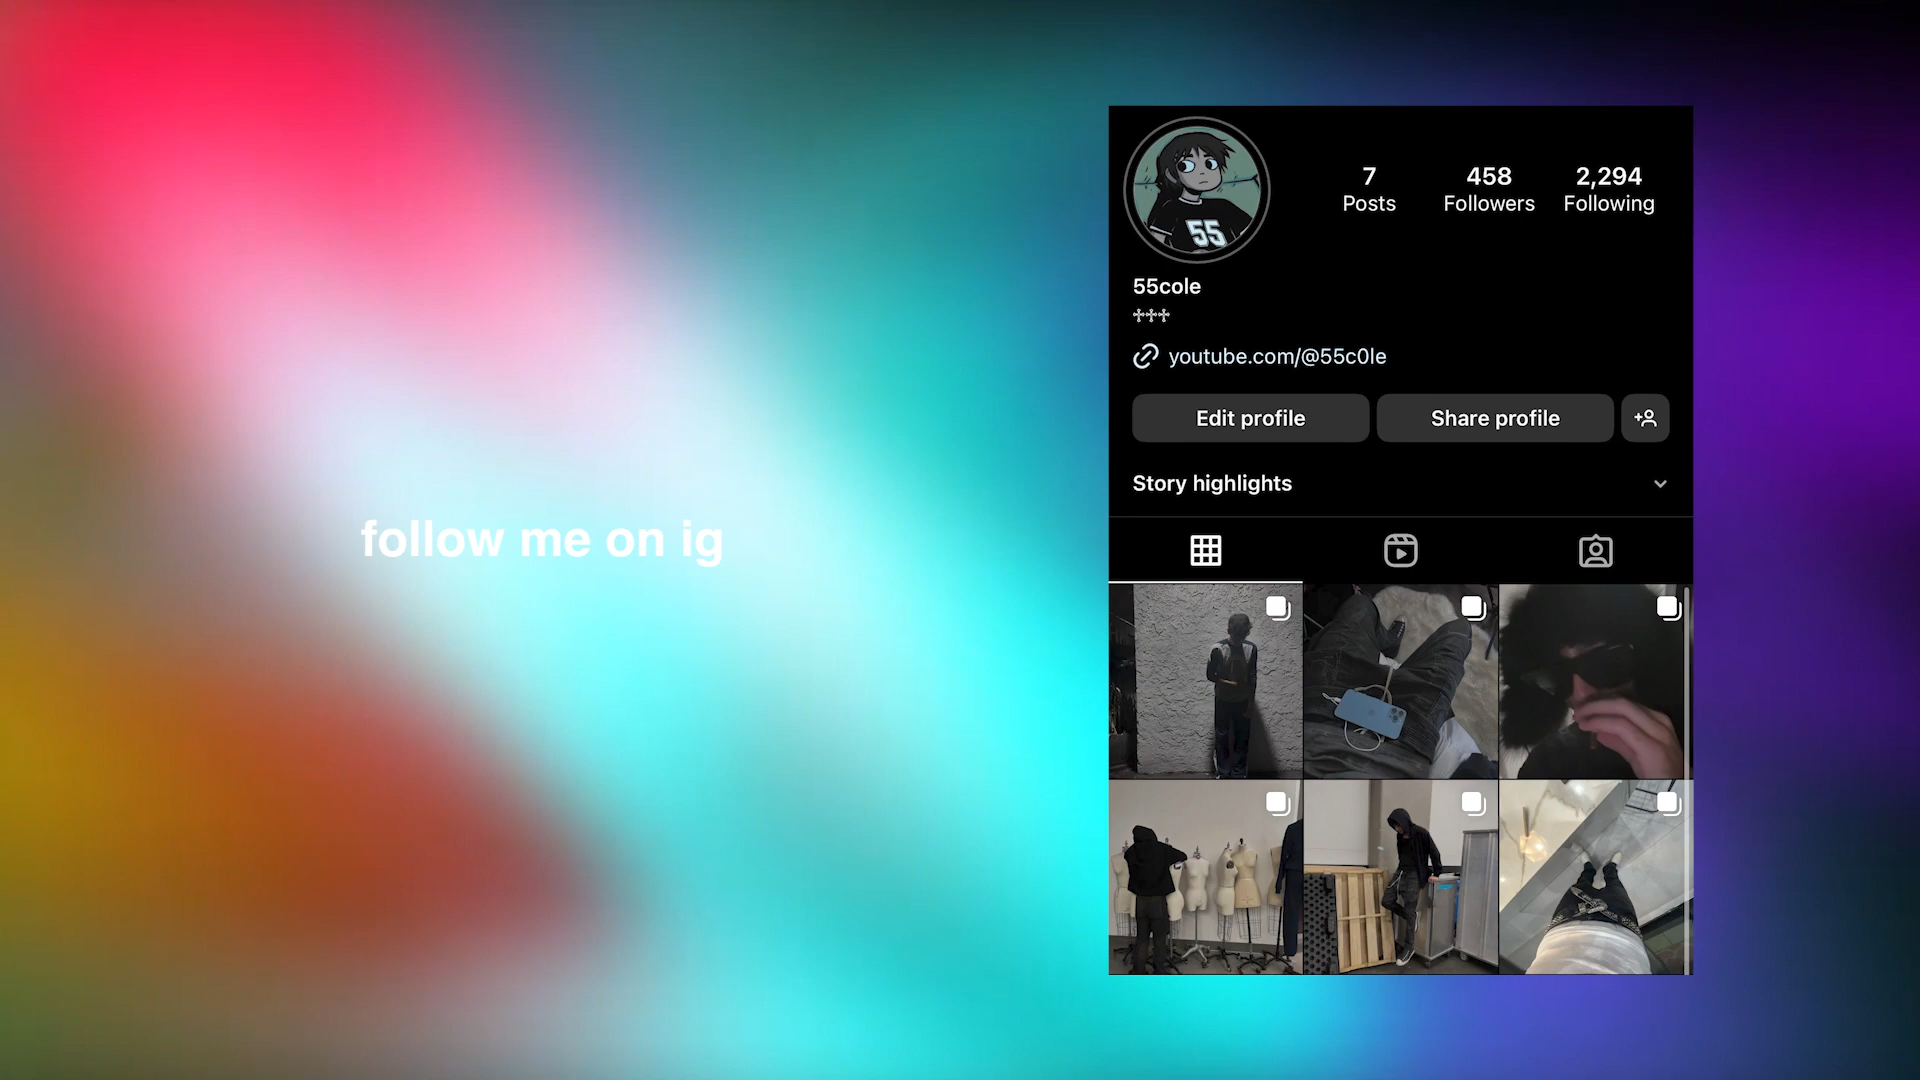 follow me on ig
55
7
Posts
458
Followers
2,294
Following
55cole
♱♱♱
youtube.com/@55c0le
Edit profile
Share profile
Story highlights